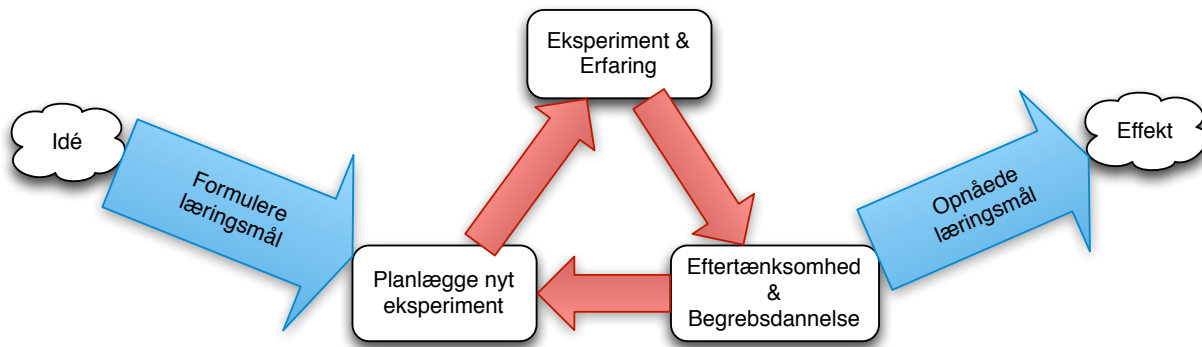 Eksperiment &
Erfaring
Idé
Formulere
læringsmål
Planlægge nyt
eksperiment
Eftertænksomhed
&
Begrebsdannelse
Opnåede
læringsmål
Effekt